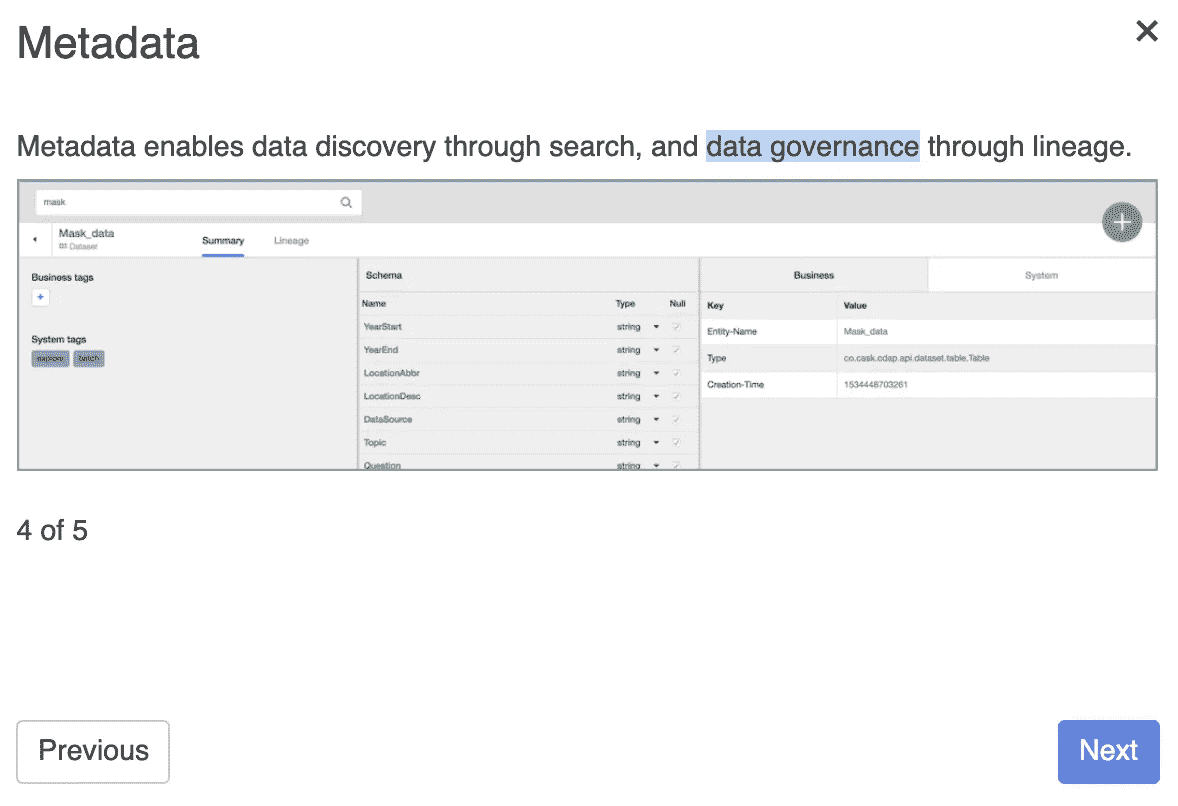 Metadata
Metadata enables data discovery through search, and data governance through lineage.
mask
Mask_data
Dataset
Summary
Lineage
Business tags
+
System tags
batch
Schema
Name Type Null
YearStart string
YearEnd string
LocationAbbr string
LocationDesc string
DataSource string
Topic string
Question string
Business
System
Key Value
Entity-Name Mask_data
Type co.cask.cdap.api.dataset.table.Table
Creation-Time 1534448703261
4 of 5
Previous
Next